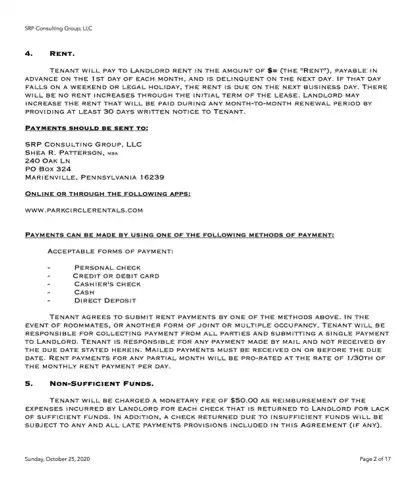 SRP Consulting Group, LLC
4. Rent.
Tenant will pay to Landlord rent in the amount of $= (the "Rent"), payable in
advance on the 1st day of each month, and is delinquent on the next day. If that day
falls on a weekend or legal holiday, the rent is due on the next business day. There
will be no rent increases through the initial term of the lease. Landlord may
increase the rent that will be paid during any month-to-month renewal period by
providing at least 30 days written notice to Tenant.
Payments should be sent to:
SRP Consulting Group, LLC
Shea R. Patterson, MBA
240 Oak Ln
PO Box 324
Marienville, Pennsylvania 16239
Online or through the following apps:
www.parkcirclerentals.com
Payments can be made by using one of the following methods of payment:
Acceptable forms of payment:
- Personal check
- Credit or debit card
- Cashier's check
- Cash
- Direct Deposit
Tenant agrees to submit rent payments by one of the methods above. In the
event of roommates, or another form of joint or multiple occupancy, Tenant will be
responsible for collecting payment from all parties and submitting a single payment
to Landlord. Tenant is responsible for any payment made by mail and not received by
the due date stated herein. Mailed payments must be received on or before the due
date. Rent payments for any partial month will be pro-rated at the rate of 1/30th of
the monthly rent payment per day.
5. Non-Sufficient Funds.
Tenant will be charged a monetary fee of $50.00 as reimbursement of the
expenses incurred by Landlord for each check that is returned to Landlord for lack
of sufficient funds. In addition, a check returned due to insufficient funds will be
subject to any and all late payments provisions included in this Agreement (if any).
Sunday, October 25, 2020 Page 2 of 17